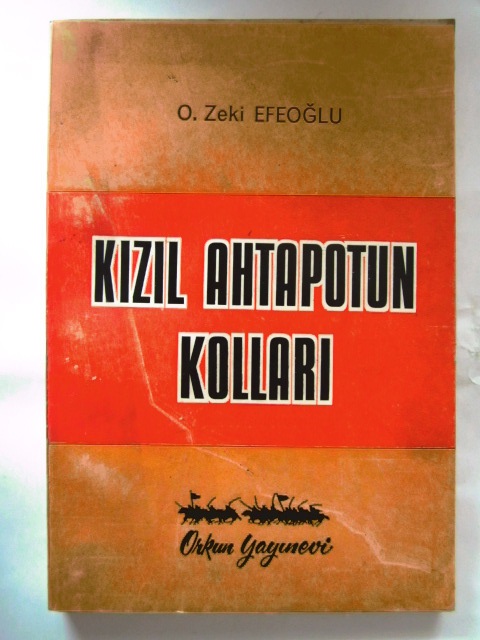 O. Zeki EFEOĞLU
KIZIL AHTAPOTUN
KOLLARI
Orkun Yayınevi